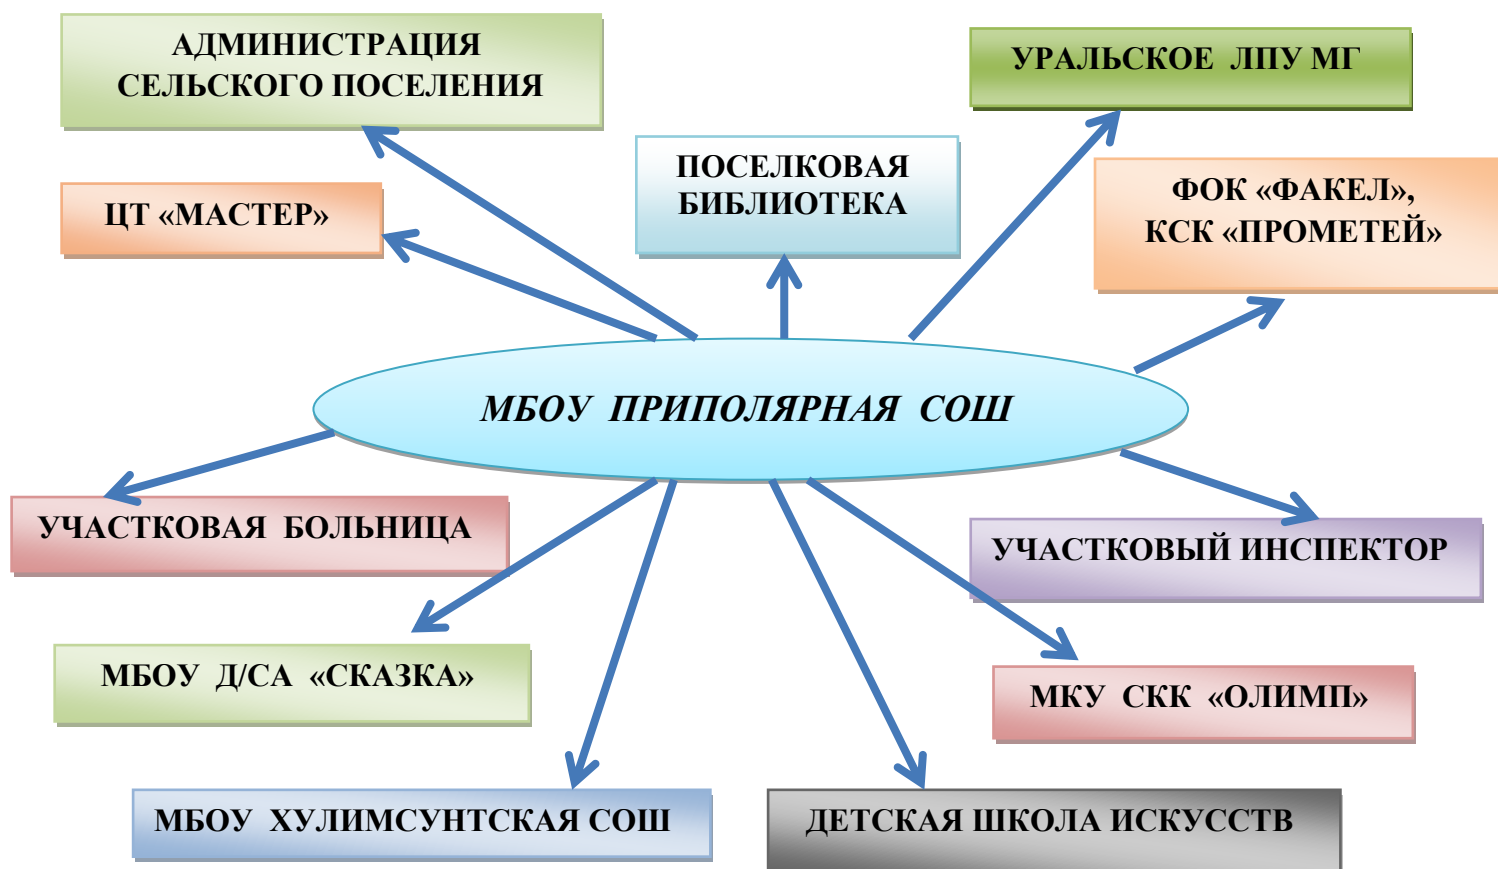 АДМИНИСТРАЦИЯ
СЕЛЬСКОГО ПОСЕЛЕНИЯ
УРАЛЬСКОЕ ЛПУ МГ
ПОСЕЛКОВАЯ
БИБЛИОТЕКА
ЦТ «МАСТЕР»
ФОК «ФАКЕЛ»,
КСК «ПРОМЕТЕЙ»
МБОУ ПРИПОЛЯРНАЯ СОШ
УЧАСТКОВАЯ БОЛЬНИЦА
УЧАСТКОВЫЙ ИНСПЕКТОР
МБОУ Д/СА «СКАЗКА»
МКУ СКК «ОЛИМП»
МБОУ ХУЛИМСУНТСКАЯ СОШ
ДЕТСКАЯ ШКОЛА ИСКУССТВ